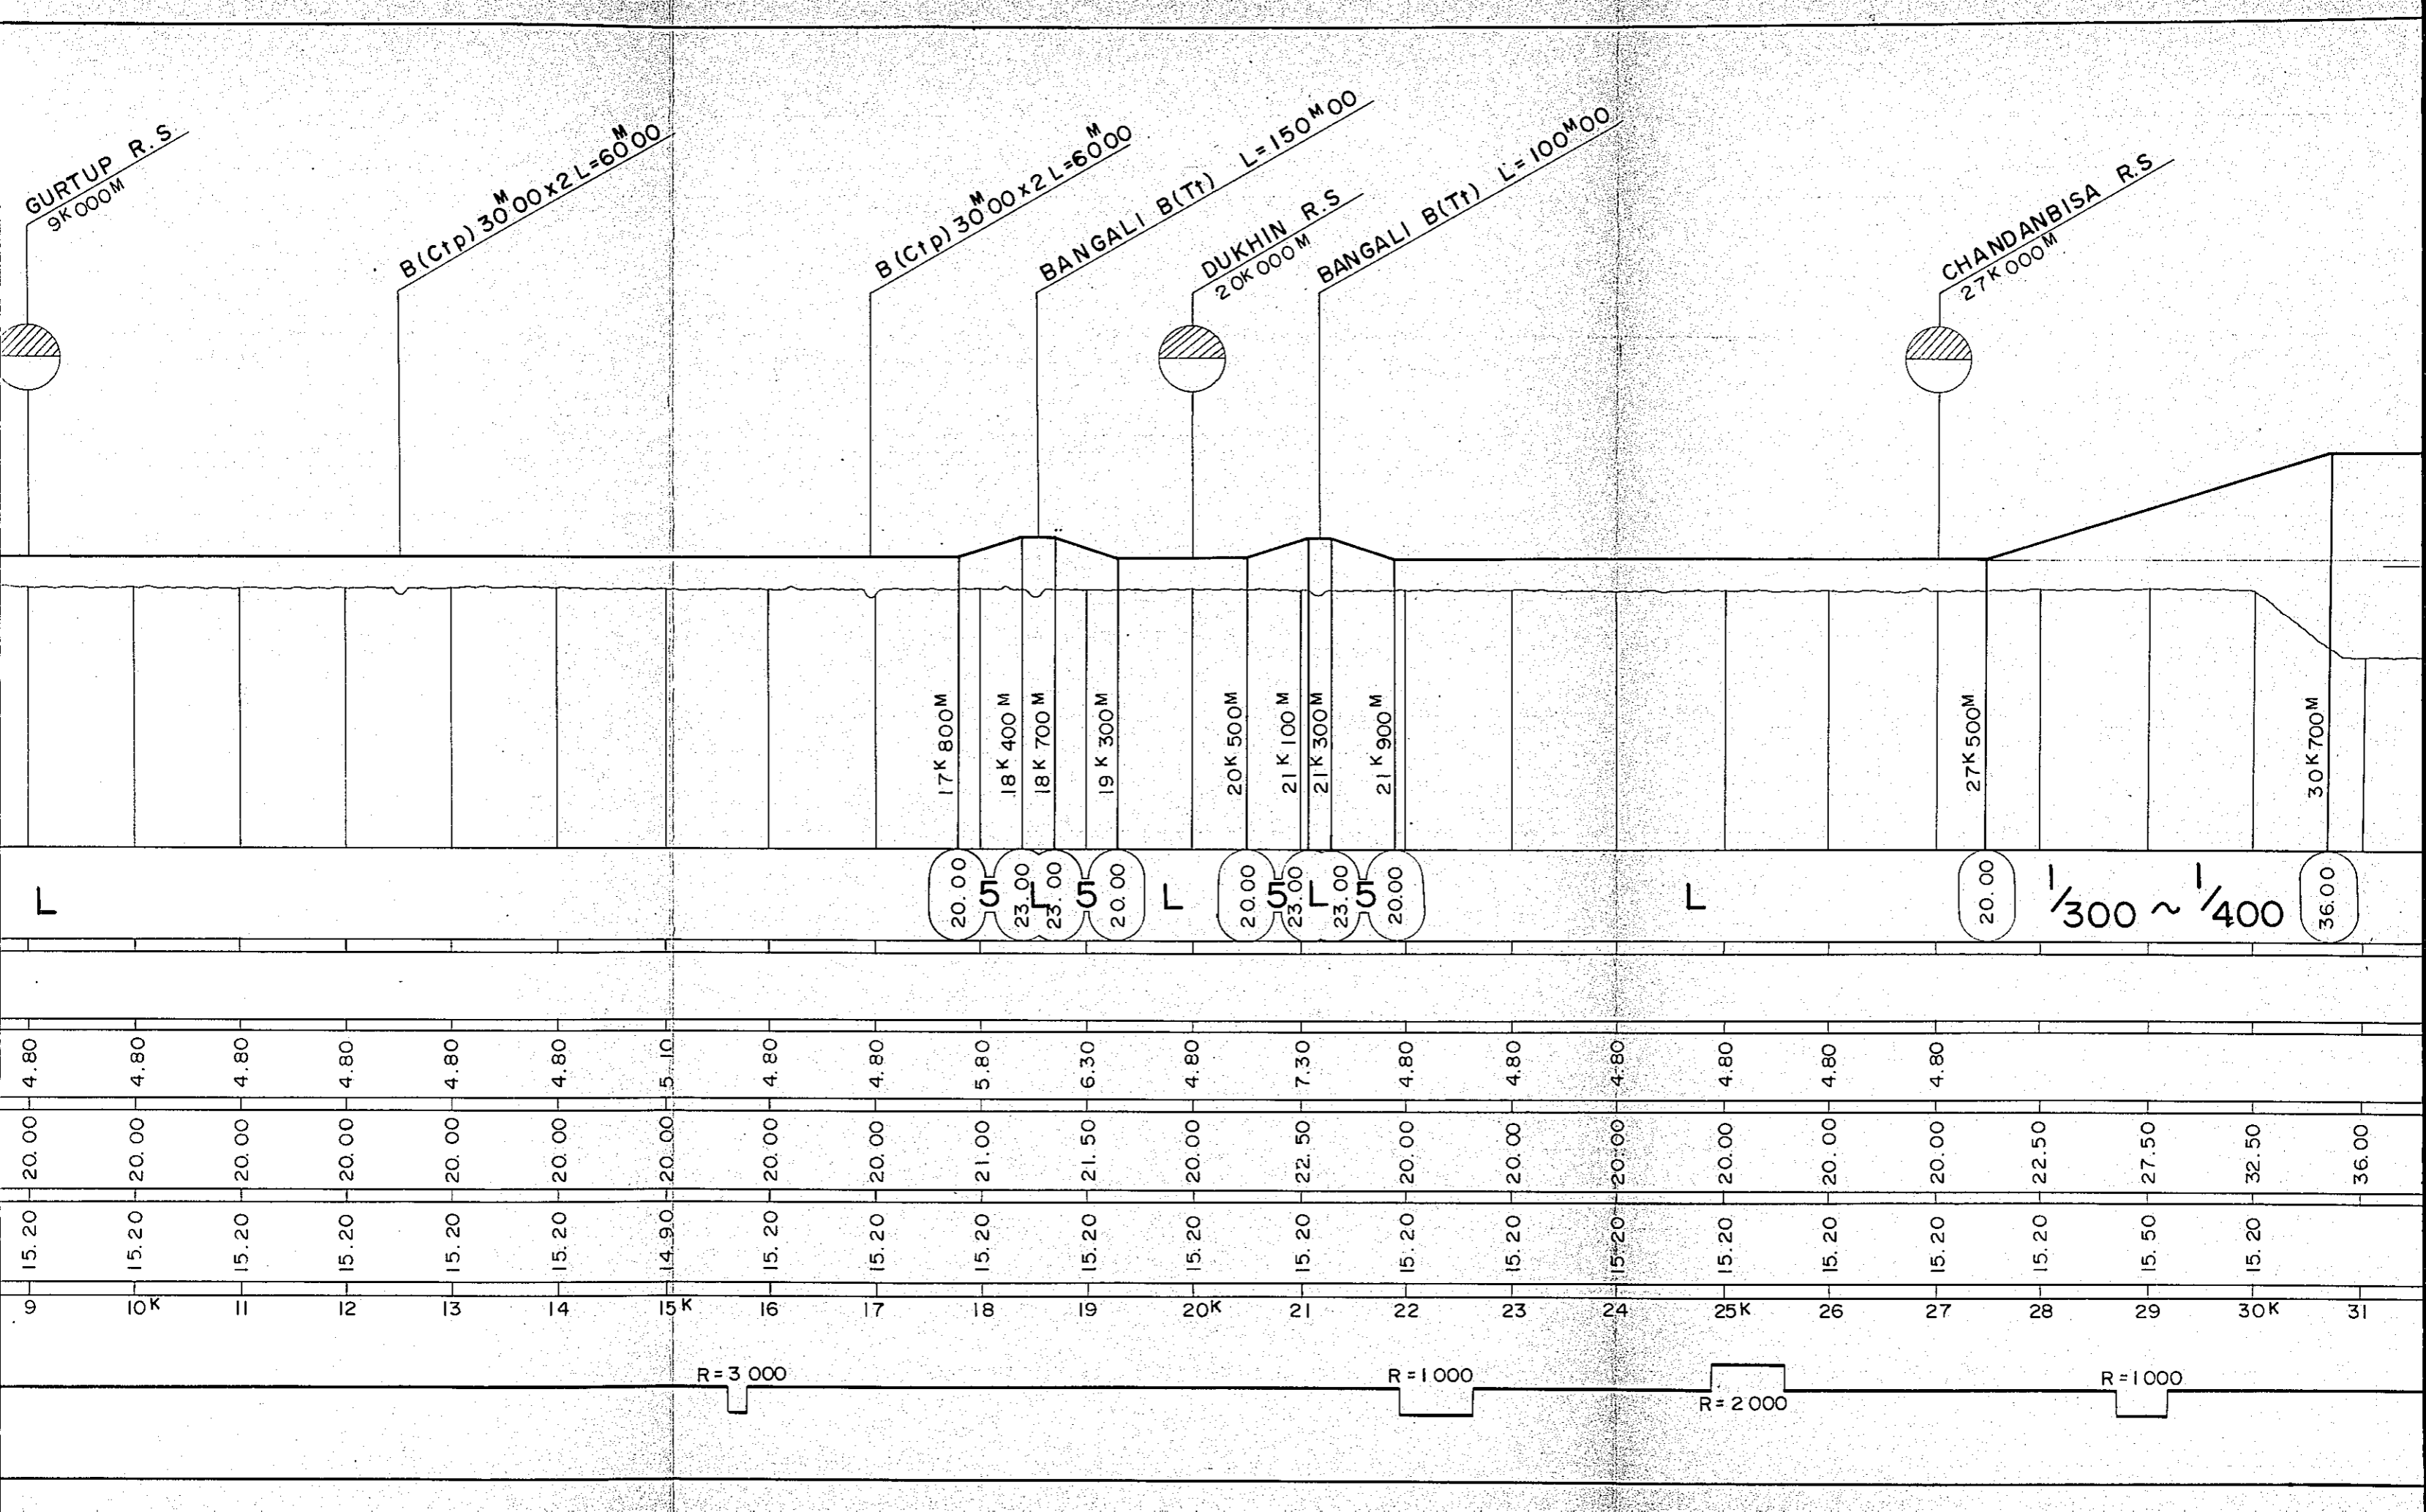 GURTUP R.S
9K000M
B(Ctp) 30M00x2 L=60M00
B(Ctp) 30M00x2 L=60M00
BANGALI B(Tt) L=150M00
DUKHIN R.S
20K000M
BANGALI B(Tt) L=100M00
CHANDANBISA R.S
27K000M
17K800M 18K400M 18K700M 19K300M 20K500M 21K100M 21K300M 21K900M 27K500M 30K700M
L 20.00 5 23.00 L 23.00 5 20.00 L 20.00 5 23.00 L 23.00 5 20.00 L 20.00 1/300 ~ 1/400 36.00
4.80 4.80 4.80 4.80 4.80 4.80 5.10 4.80 4.80 5.80 6.30 4.80 7.30 4.80 4.80 4.80 4.80 4.80 4.80
20.00 20.00 20.00 20.00 20.00 20.00 20.00 20.00 20.00 21.00 21.50 20.00 22.50 20.00 20.00 20.00 20.00 20.00 20.00 22.50 27.50 32.50 36.00
15.20 15.20 15.20 15.20 15.20 15.20 14.90 15.20 15.20 15.20 15.20 15.20 15.20 15.20 15.20 15.20 15.20 15.20 15.20 15.20 15.50 15.20
9 10K 11 12 13 14 15K 16 17 18 19 20K 21 22 23 24 25K 26 27 28 29 30K 31
R=3000 R=1000 R=2000 R=1000